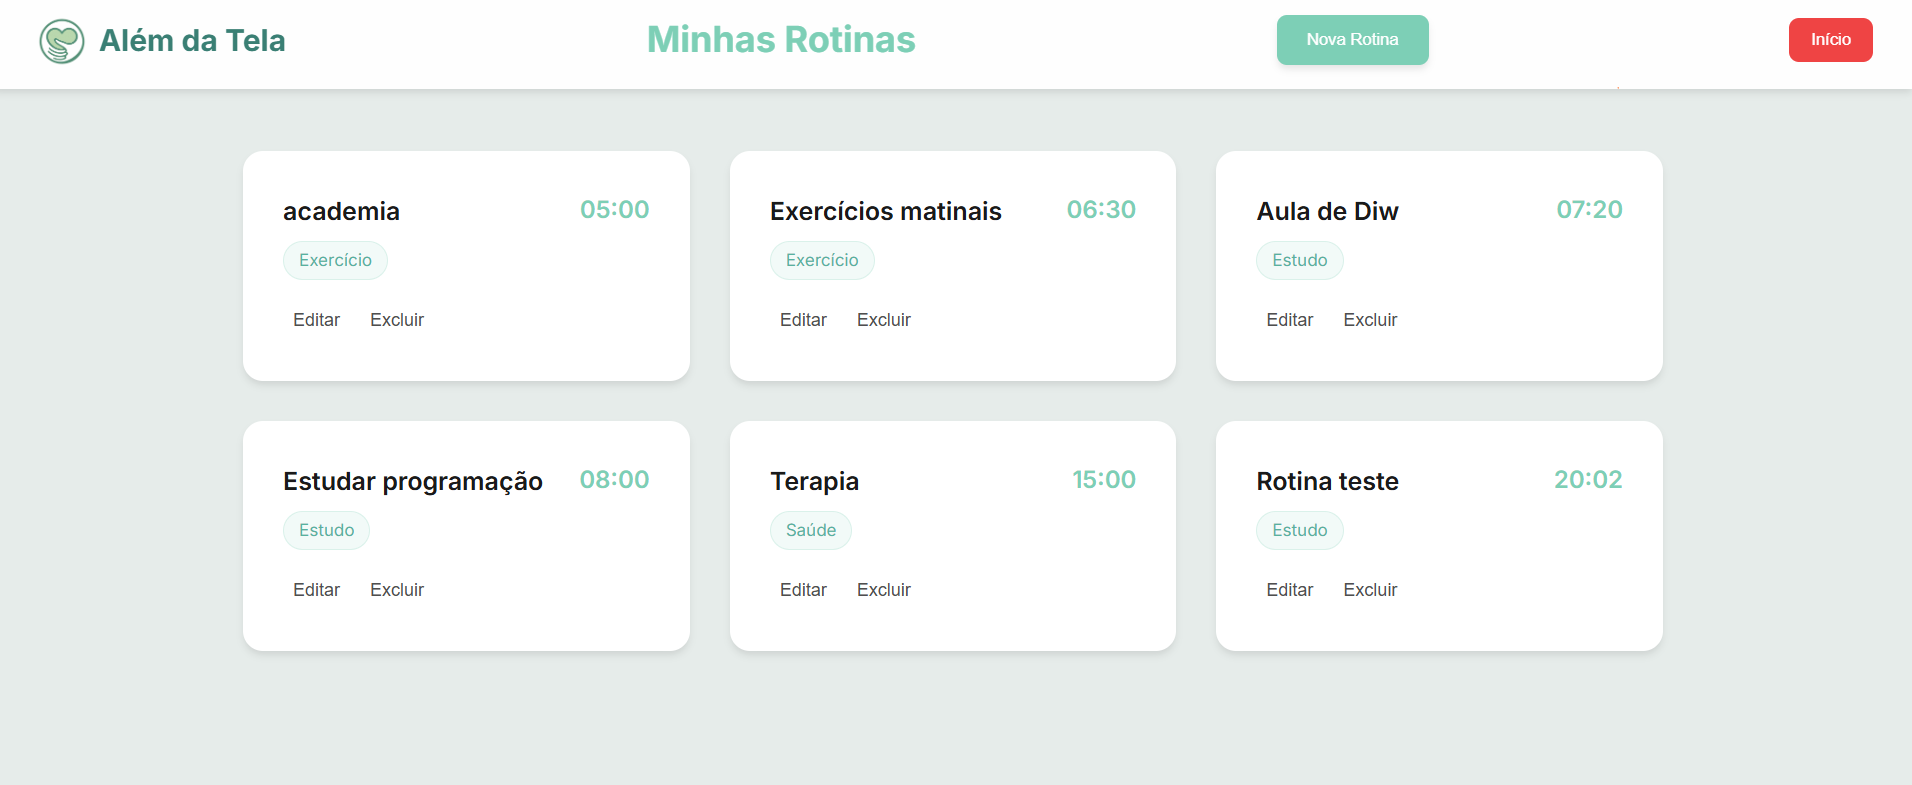 Além da Tela
Minhas Rotinas
Nova Rotina
Início
academia 05:00
Exercício
Editar Excluir
Exercícios matinais 06:30
Exercício
Editar Excluir
Aula de Diw 07:20
Estudo
Editar Excluir
Estudar programação 08:00
Estudo
Editar Excluir
Terapia 15:00
Saúde
Editar Excluir
Rotina teste 20:02
Estudo
Editar Excluir